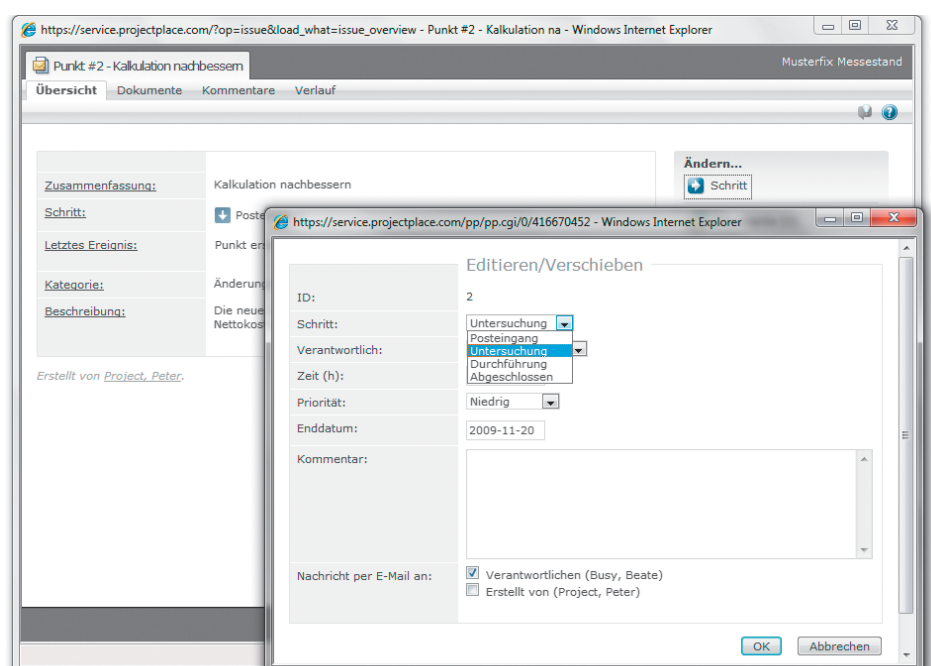 https://service.projectplace.com/?op=issue&load_what=issue_overview - Punkt #2 - Kalkulation na - Windows Internet Explorer
Punkt #2 - Kalkulation nachbessern
Musterfix Messestand
Übersicht Dokumente Kommentare Verlauf
Ändern...
Schritt
Zusammenfassung: Kalkulation nachbessern
Schritt: Poste
Letztes Ereignis: Punkt ers
Kategorie: Änderung
Beschreibung: Die neue
Nettokos
Erstellt von Project, Peter.
https://service.projectplace.com/pp/pp.cgi/0/416670452 - Windows Internet Explorer
Editieren/Verschieben
ID: 2
Schritt: Untersuchung
Posteingang
Untersuchung
Durchführung
Abgeschlossen
Verantwortlich:
Zeit (h):
Priorität: Niedrig
Enddatum: 2009-11-20
Kommentar:
Nachricht per E-Mail an: Verantwortlichen (Busy, Beate)
Erstellt von (Project, Peter)
OK Abbrechen